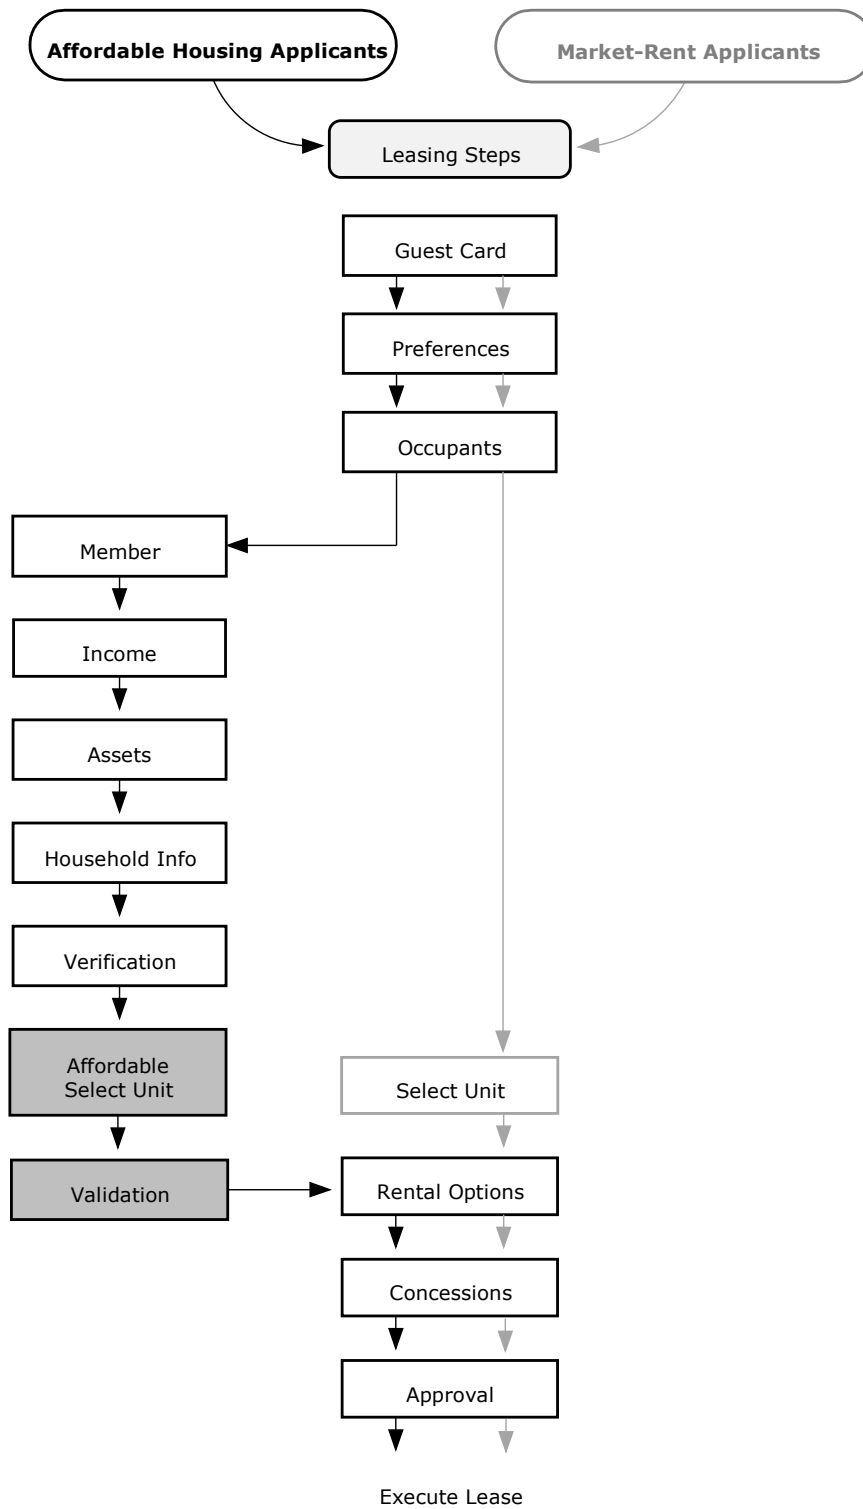 Affordable Housing Applicants
Market-Rent Applicants
Leasing Steps
Guest Card
Preferences
Occupants
Member
Income
Assets
Household Info
Verification
Affordable
Select Unit
Select Unit
Validation
Rental Options
Concessions
Approval
Execute Lease